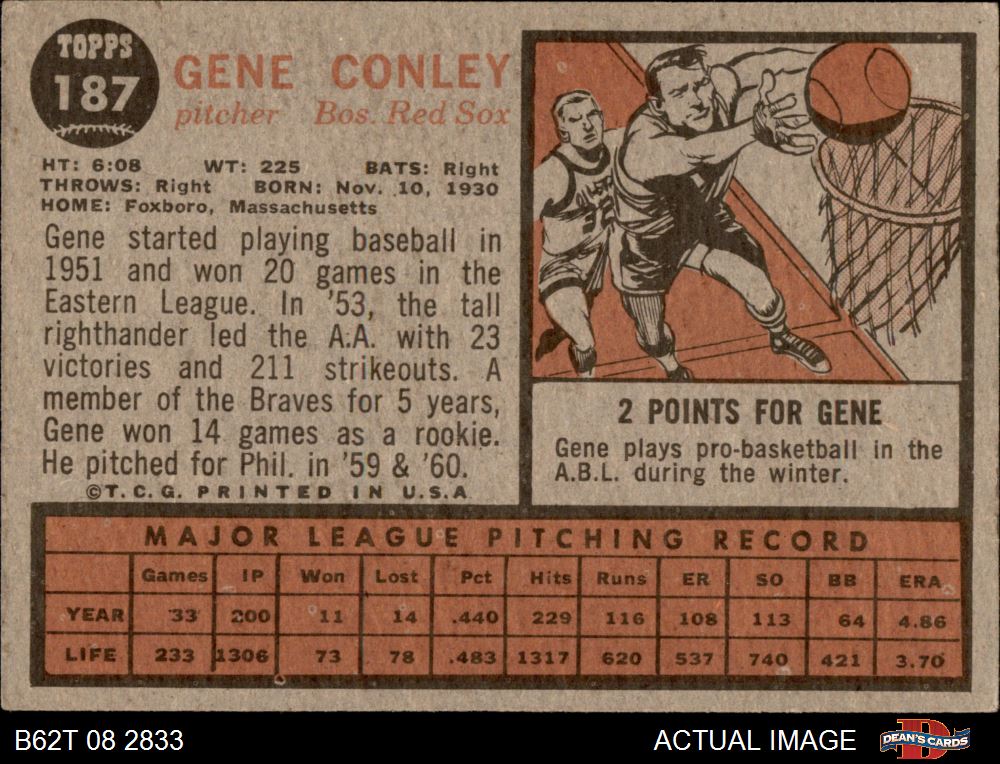 TOPPS
187
GENE CONLEY
pitcher Bos. Red Sox
HT: 6:08 WT: 225 BATS: Right
THROWS: Right BORN: Nov. 10, 1930
HOME: Foxboro, Massachusetts
Gene started playing baseball in
1951 and won 20 games in the
Eastern League. In '53, the tall
righthander led the A.A. with 23
victories and 211 strikeouts. A
member of the Braves for 5 years,
Gene won 14 games as a rookie.
He pitched for Phil. in '59 & '60.
©T.C.G. PRINTED IN U.S.A
2 POINTS FOR GENE
Gene plays pro-basketball in the
A.B.L. during the winter.
MAJOR LEAGUE PITCHING RECORD
Games IP Won Lost Pct Hits Runs ER SO BB ERA
YEAR 33 200 11 14 .440 229 116 108 113 64 4.86
LIFE 233 1306 73 78 .483 1317 620 537 740 421 3.70
B62T 08 2833
ACTUAL IMAGE
DEAN'S CARDS